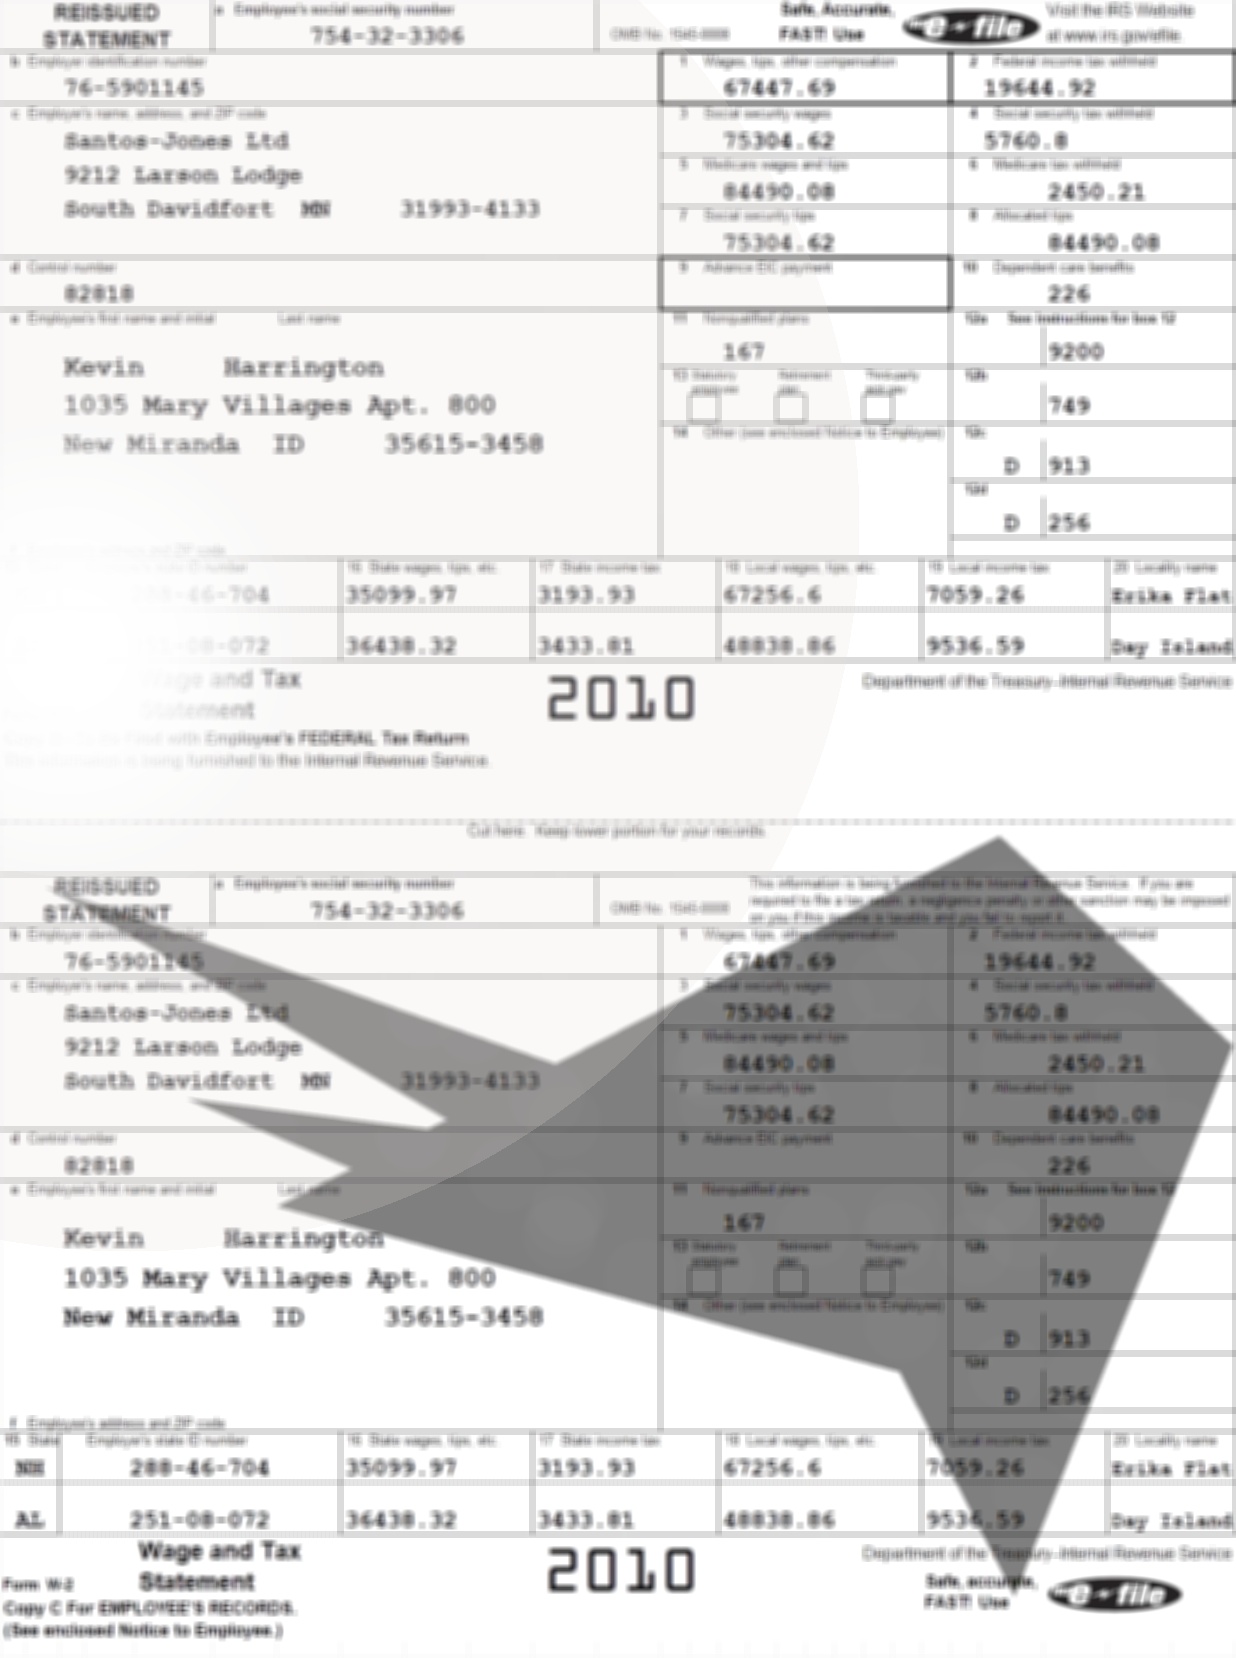 REISSUED
STATEMENT
a Employee's social security number
754-32-3306
OMB No. 1545-0008
Safe, Accurate,
FAST! Use
e-file
Visit the IRS Website
at www.irs.gov/efile.
b Employer identification number
76-5901145
1 Wages, tips, other compensation
67447.69
2 Federal income tax withheld
19644.92
c Employer's name, address, and ZIP code
Santos-Jones Ltd
9212 Larson Lodge
South Davidfort MN 31993-4133
3 Social security wages
75304.62
4 Social security tax withheld
5760.8
5 Medicare wages and tips
84490.08
6 Medicare tax withheld
2450.21
7 Social security tips
75304.62
8 Allocated tips
84490.08
d Control number
82818
9 Advance EIC payment
10 Dependent care benefits
226
e Employee's first name and initial Last name
Kevin Harrington
1035 Mary Villages Apt. 800
New Miranda ID 35615-3458
11 Nonqualified plans
167
12a See instructions for box 12
9200
13 Statutory employee Retirement plan Third-party sick pay
12b
749
14 Other (see enclosed Notice to Employee)
12c
D 913
12d
D 256
and ZIP code
number
16 State wages, tips, etc.
17 State income tax
18 Local wages, tips, etc.
19 Local income tax
20 Locality name
288-46-704 35099.97 3193.93 67256.6 7059.26 Erika Flat
-08-072 36438.32 3433.81 48838.86 9536.59 Day Island
Wage and Tax
Statement
2010
Department of the Treasury-Internal Revenue Service
Filed with Employee's FEDERAL Tax Return
information is being furnished to the Internal Revenue Service.
Cut here. Keep lower portion for your records.
REISSUED
STATEMENT
a Employee's social security number
754-32-3306
OMB No. 1545-0008
This information is being furnished to the Internal Revenue Service. If you are
required to file a tax return, a negligence penalty or other sanction may be imposed
on you if this income is taxable and you fail to report it.
b Employer identification number
76-5901145
1 Wages, tips, other compensation
67447.69
2 Federal income tax withheld
19644.92
c Employer's name, address, and ZIP code
Santos-Jones Ltd
9212 Larson Lodge
South Davidfort MN 31993-4133
3 Social security wages
75304.62
4 Social security tax withheld
5760.8
5 Medicare wages and tips
84490.08
6 Medicare tax withheld
2450.21
7 Social security tips
75304.62
8 Allocated tips
84490.08
d Control number
82818
9 Advance EIC payment
10 Dependent care benefits
226
e Employee's first name and initial Last name
Kevin Harrington
1035 Mary Villages Apt. 800
New Miranda ID 35615-3458
11 Nonqualified plans
167
12a See instructions for box 12
9200
13 Statutory employee Retirement plan Third-party sick pay
12b
749
14 Other (see enclosed Notice to Employee)
12c
D 913
12d
D 256
f Employee's address and ZIP code
15 State Employer's state ID number 16 State wages, tips, etc. 17 State income tax 18 Local wages, tips, etc. 19 Local income tax 20 Locality name
288-46-704 35099.97 3193.93 67256.6 7059.26 Erika Flat
AL 251-08-072 36438.32 3433.81 48838.86 9536.59 Day Island
Wage and Tax
Form W-2 Statement
2010
Department of the Treasury-Internal Revenue Service
Copy C For EMPLOYEE'S RECORDS.
(See enclosed Notice to Employee.)
Safe, accurate,
FAST! Use
e-file